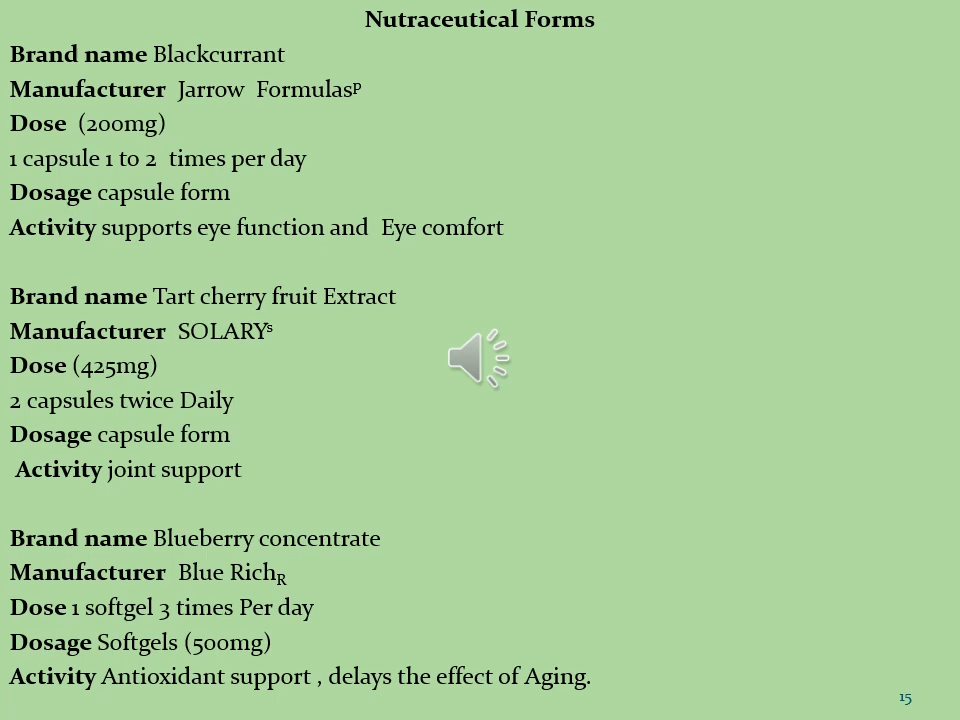 Nutraceutical Forms
Brand name Blackcurrant
Manufacturer Jarrow Formulasᵖ
Dose (200mg)
1 capsule 1 to 2 times per day
Dosage capsule form
Activity supports eye function and Eye comfort
Brand name Tart cherry fruit Extract
Manufacturer SOLARYˢ
Dose (425mg)
2 capsules twice Daily
Dosage capsule form
Activity joint support
Brand name Blueberry concentrate
Manufacturer Blue RichR
Dose 1 softgel 3 times Per day
Dosage Softgels (500mg)
Activity Antioxidant support , delays the effect of Aging.
15